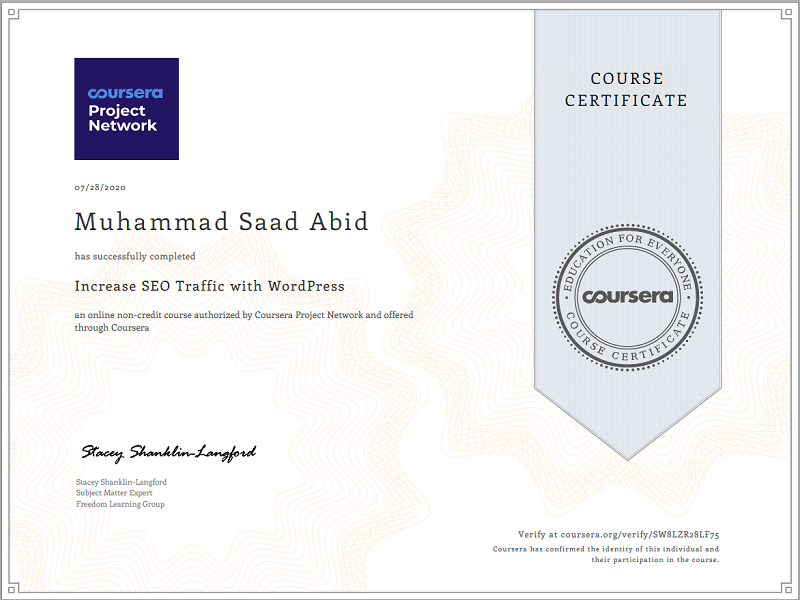 COURSE
CERTIFICATE
coursera
Project
Network
07/28/2020
Muhammad Saad Abid
has successfully completed
Increase SEO Traffic with WordPress
an online non-credit course authorized by Coursera Project Network and offered
through Coursera
EDUCATION FOR EVERYONE
coursera
COURSE CERTIFICATE
Stacey Shanklin-Langford
Stacey Shanklin-Langford
Subject Matter Expert
Freedom Learning Group
Verify at coursera.org/verify/SW8LZR28LF75
Coursera has confirmed the identity of this individual and
their participation in the course.